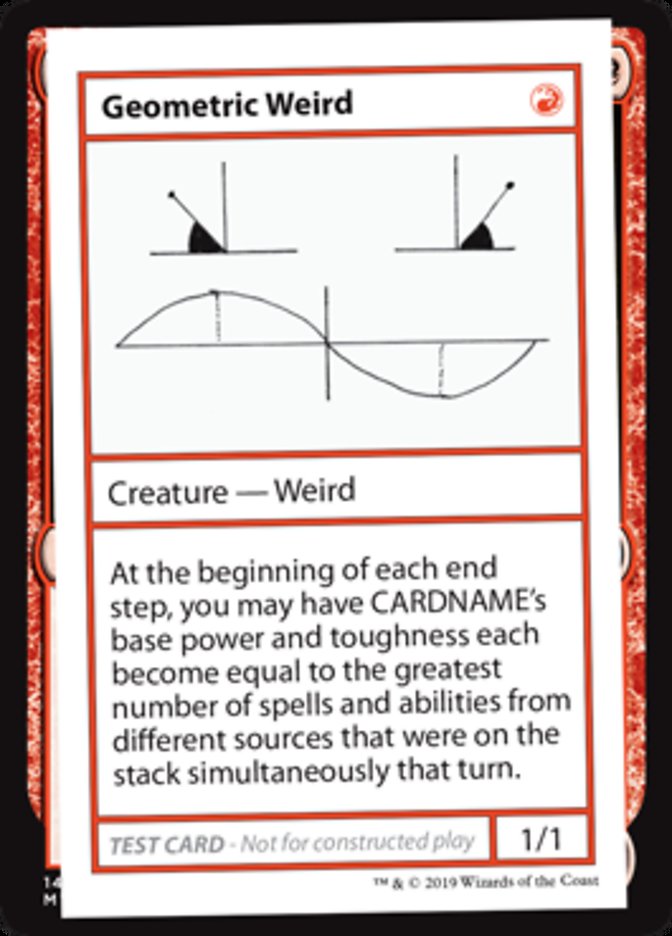 Geometric Weird
Creature — Weird
At the beginning of each end
step, you may have CARDNAME's
base power and toughness each
become equal to the greatest
number of spells and abilities from
different sources that were on the
stack simultaneously that turn.
TEST CARD - Not for constructed play
1/1
14
M
™ & © 2019 Wizards of the Coast